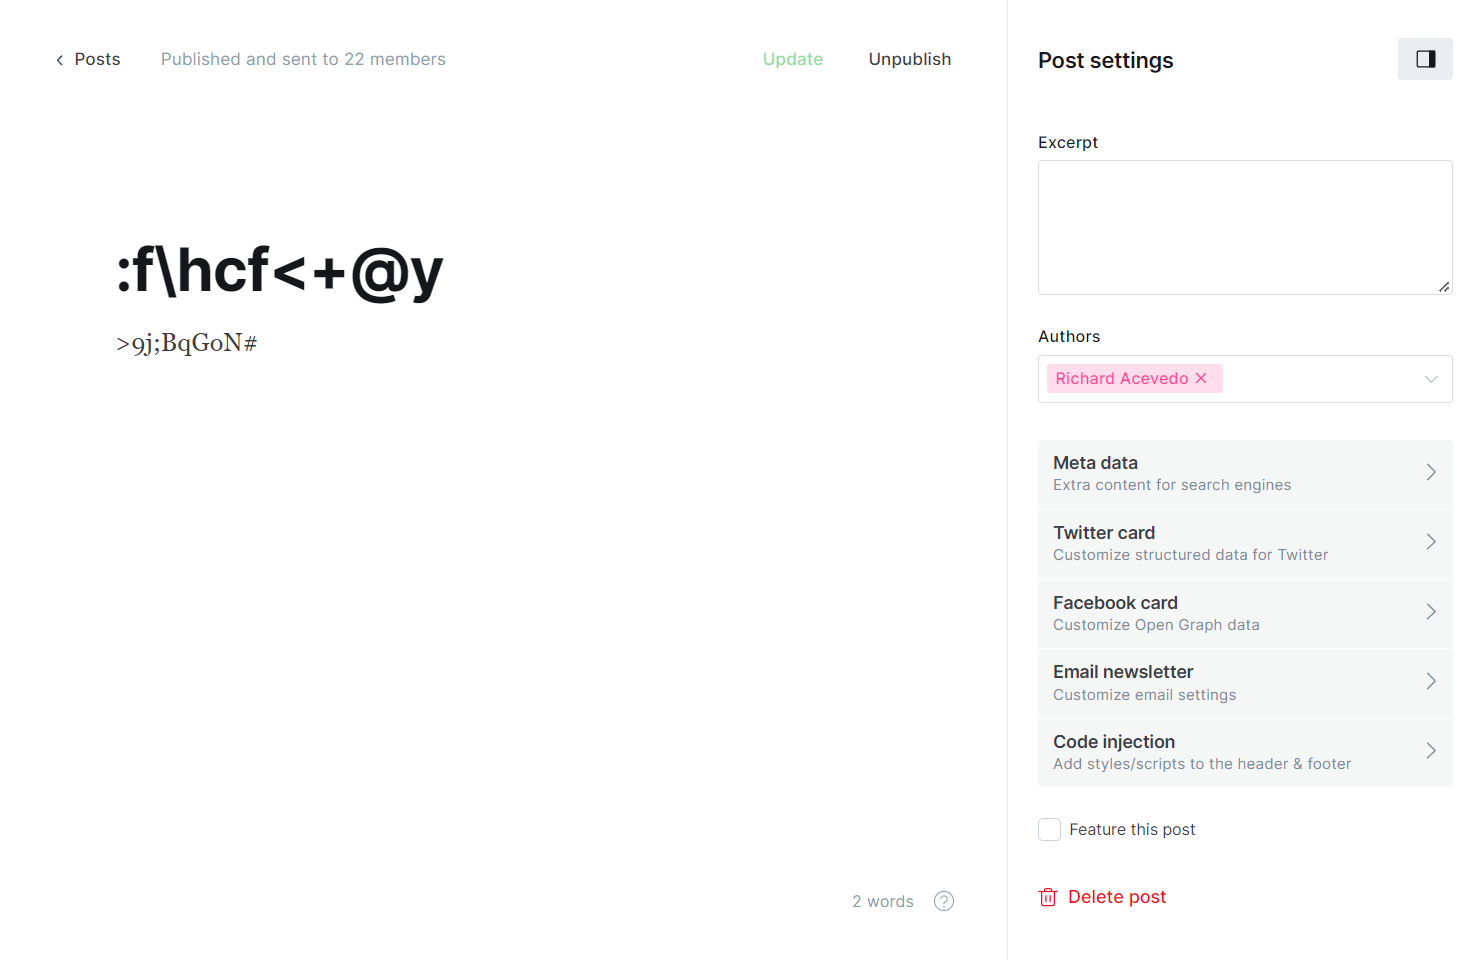 Posts
Published and sent to 22 members
Update
Unpublish
:f\hcf<+@y
>9j;BqGoN#
2 words
?
Post settings
Excerpt
Authors
Richard Acevedo ×
Meta data
Extra content for search engines
Twitter card
Customize structured data for Twitter
Facebook card
Customize Open Graph data
Email newsletter
Customize email settings
Code injection
Add styles/scripts to the header & footer
Feature this post
Delete post